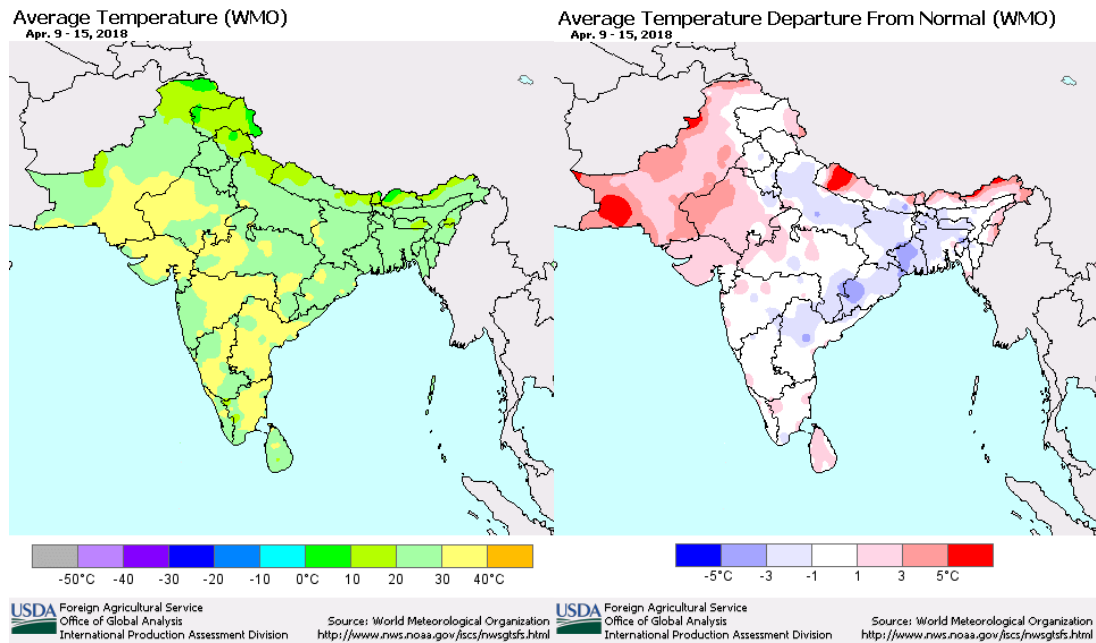 Average Temperature (WMO)
Apr. 9 - 15, 2018
-50°C -40 -30 -20 -10 0°C 10 20 30 40°C
USDA
Foreign Agricultural Service
Office of Global Analysis
International Production Assessment Division
Source: World Meteorological Organization
http://www.nws.noaa.gov/iscs/nwsgtsfs.html
Average Temperature Departure From Normal (WMO)
Apr. 9 - 15, 2018
-5°C -3 -1 1 3 5°C
USDA
Foreign Agricultural Service
Office of Global Analysis
International Production Assessment Division
Source: World Meteorological Organization
http://www.nws.noaa.gov/iscs/nwsgtsfs.html